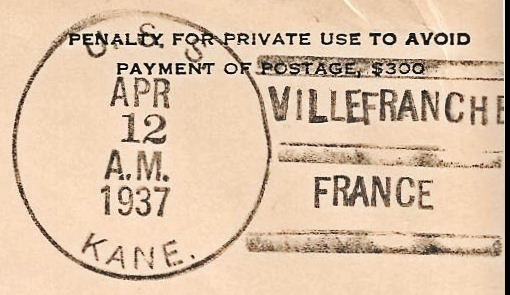 PENALTY FOR PRIVATE USE TO AVOID
PAYMENT OF POSTAGE, $300
U. S. S.
APR
12
A.M.
1937
KANE.
VILLEFRANCHE
FRANCE